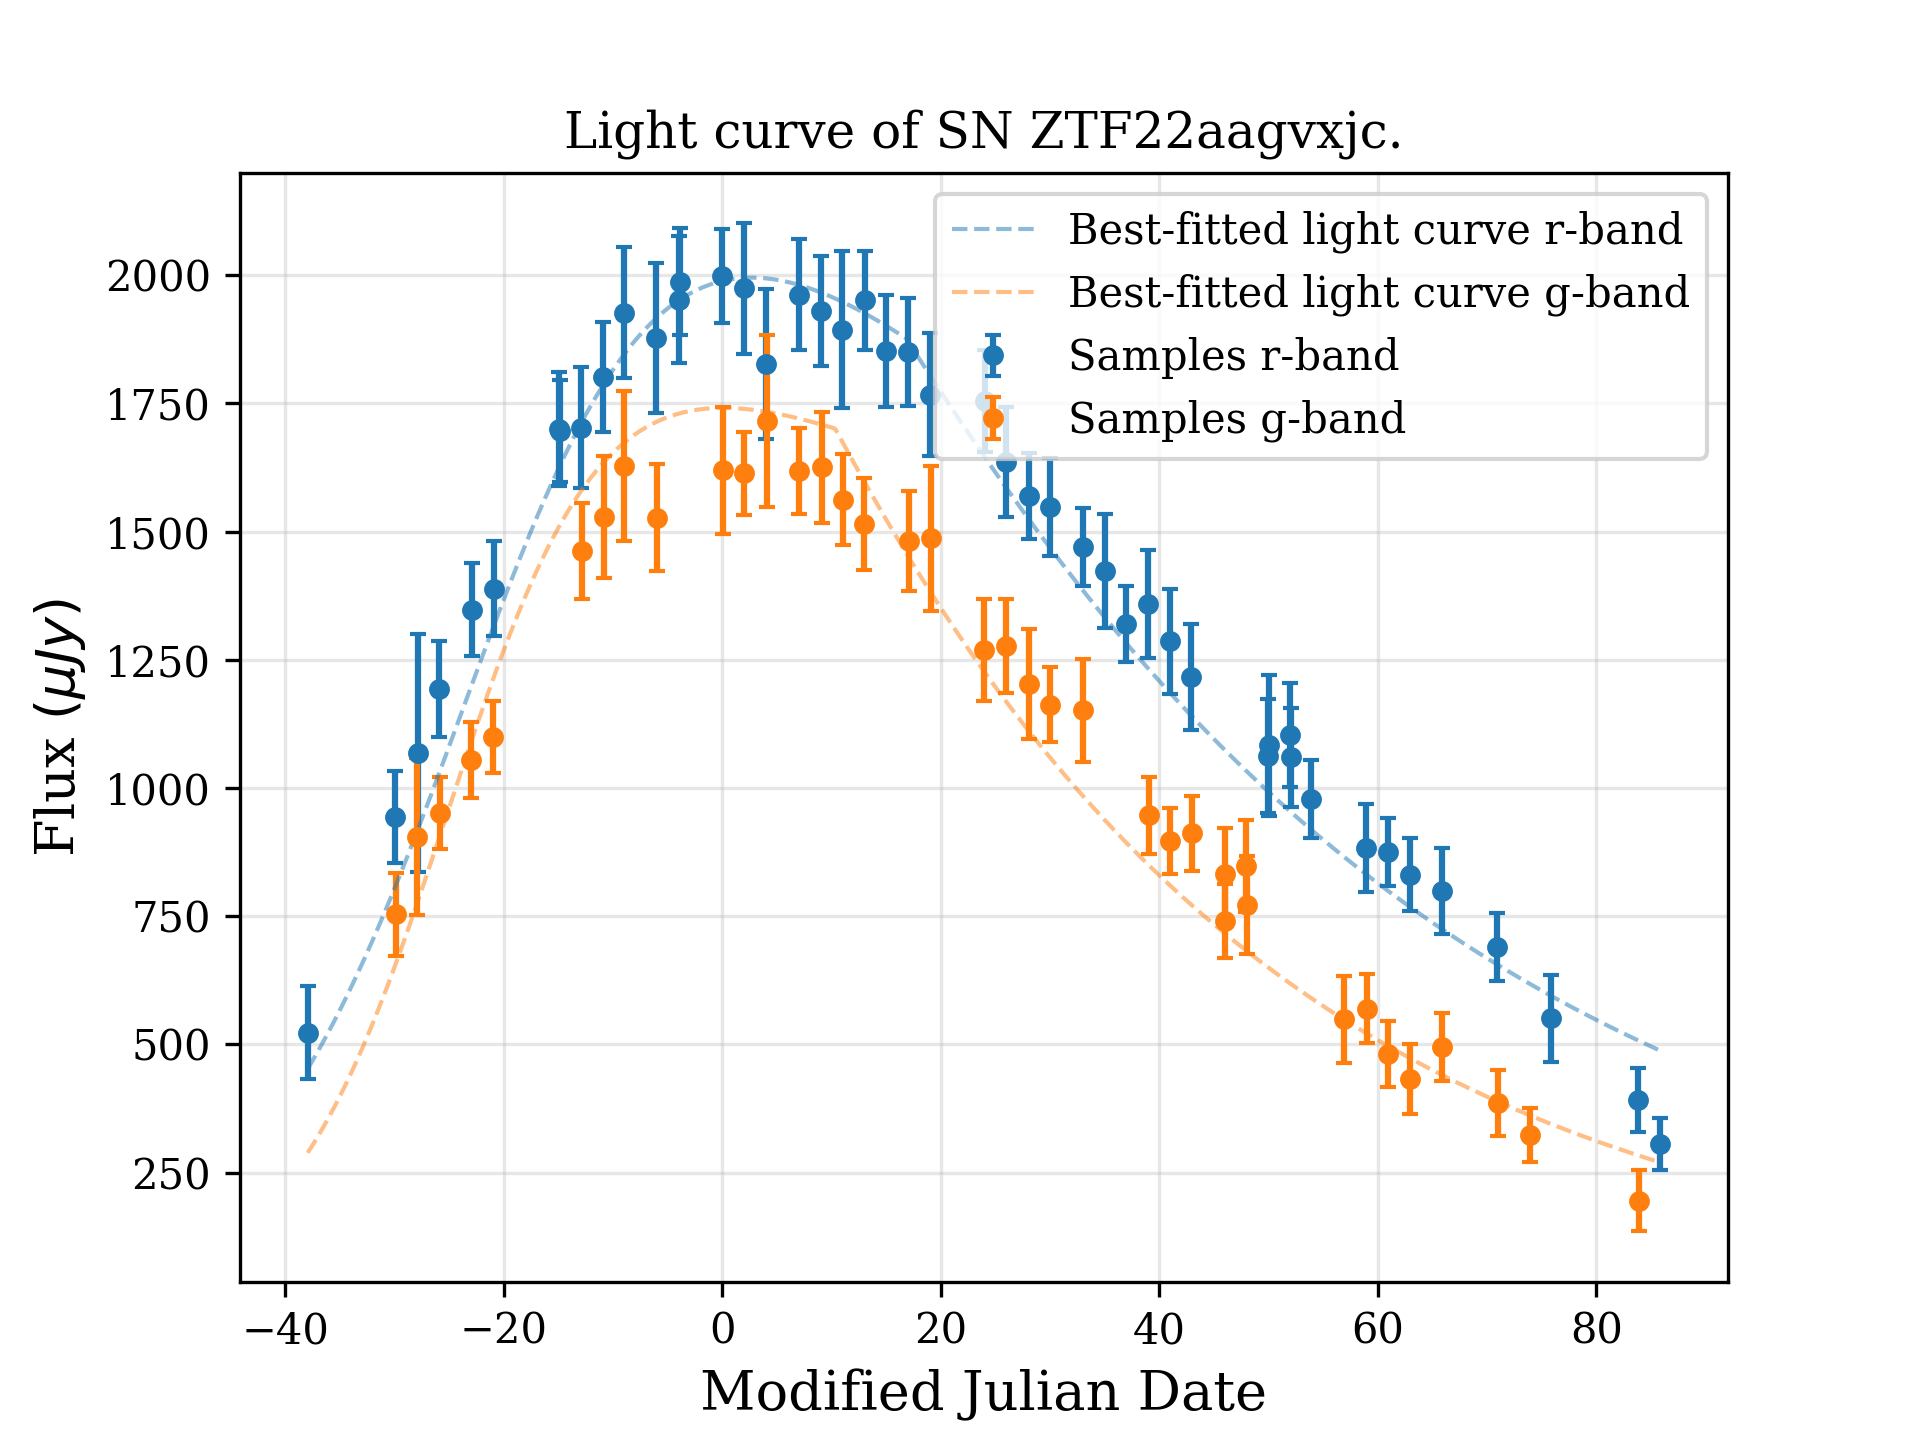 Light curve of SN ZTF22aagvxjc.
Best-fitted light curve r-band
Best-fitted light curve g-band
Samples r-band
Samples g-band
Flux (μJy)
2000
1750
1500
1250
1000
750
500
250
−40 −20 0 20 40 60 80
Modified Julian Date